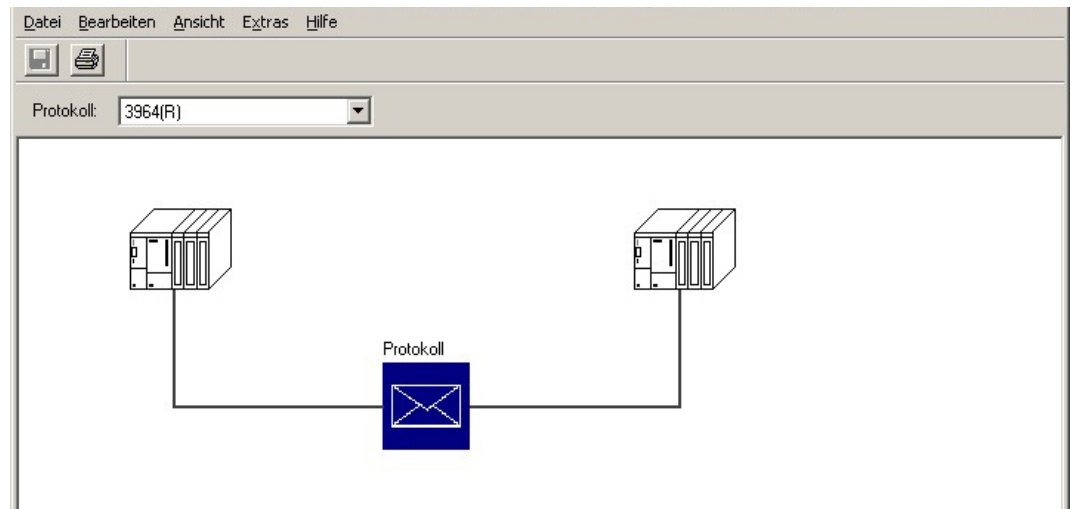 Datei Bearbeiten Ansicht Extras Hilfe
Protokoll: 3964(R)
Protokoll